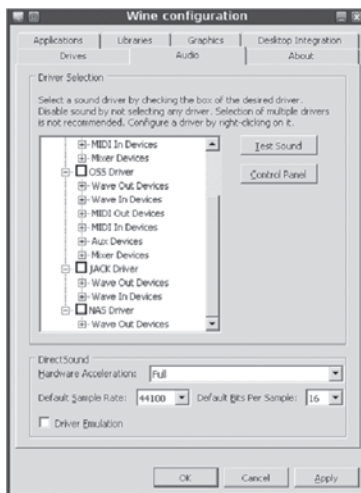 Wine configuration
Applications Libraries Graphics Desktop Integration
Drives Audio About
Driver Selection
Select a sound driver by checking the box of the desired driver.
Disable sound by not selecting any driver. Selection of multiple drivers
is not recommended. Configure a driver by right-clicking on it.
MIDI In Devices
Mixer Devices
OSS Driver
Wave Out Devices
Wave In Devices
MIDI Out Devices
MIDI In Devices
Aux Devices
Mixer Devices
JACK Driver
Wave Out Devices
Wave In Devices
NAS Driver
Wave Out Devices
Test Sound
Control Panel
DirectSound
Hardware Acceleration: Full
Default Sample Rate: 44100 Default Bits Per Sample: 16
Driver Emulation
OK Cancel Apply